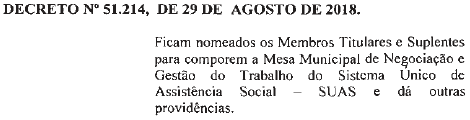 DECRETO Nº 51.214, DE 29 DE AGOSTO DE 2018.
Ficam nomeados os Membros Titulares e Suplentes
para comporem a Mesa Municipal de Negociação e
Gestão do Trabalho do Sistema Único de
Assistência Social – SUAS e dá outras
providências.